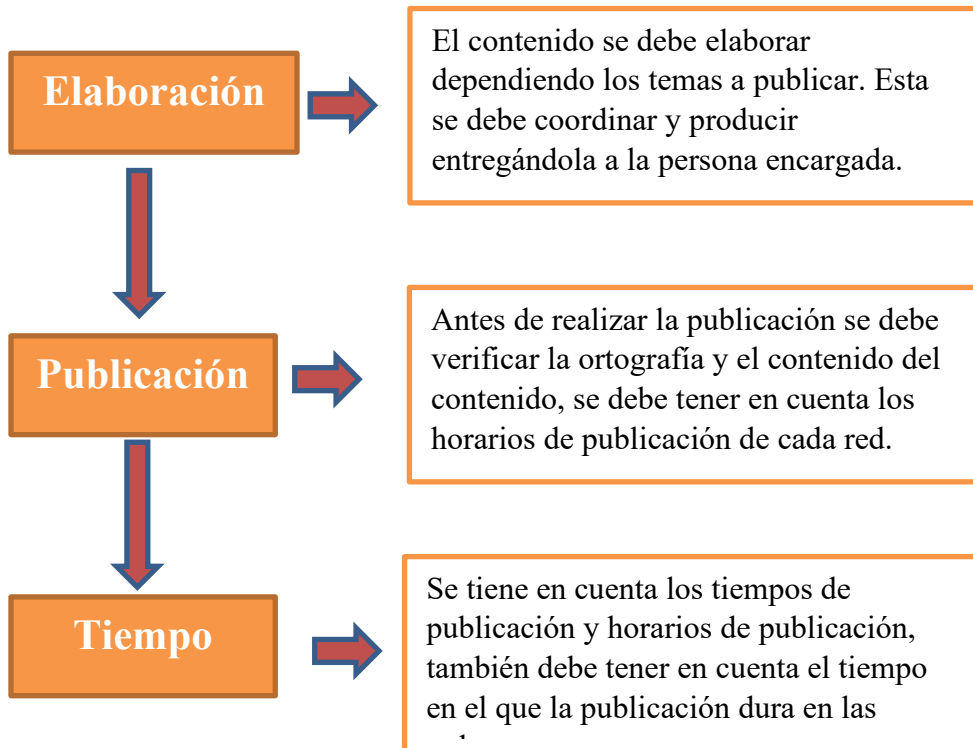 Elaboración
El contenido se debe elaborar
dependiendo los temas a publicar. Esta
se debe coordinar y producir
entregándola a la persona encargada.
Publicación
Antes de realizar la publicación se debe
verificar la ortografía y el contenido del
contenido, se debe tener en cuenta los
horarios de publicación de cada red.
Tiempo
Se tiene en cuenta los tiempos de
publicación y horarios de publicación,
también debe tener en cuenta el tiempo
en el que la publicación dura en las